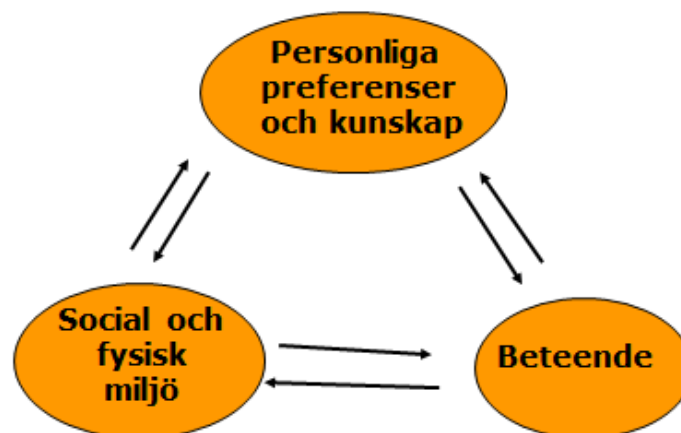 Personliga
preferenser
och kunskap
Social och
fysisk
miljö
Beteende